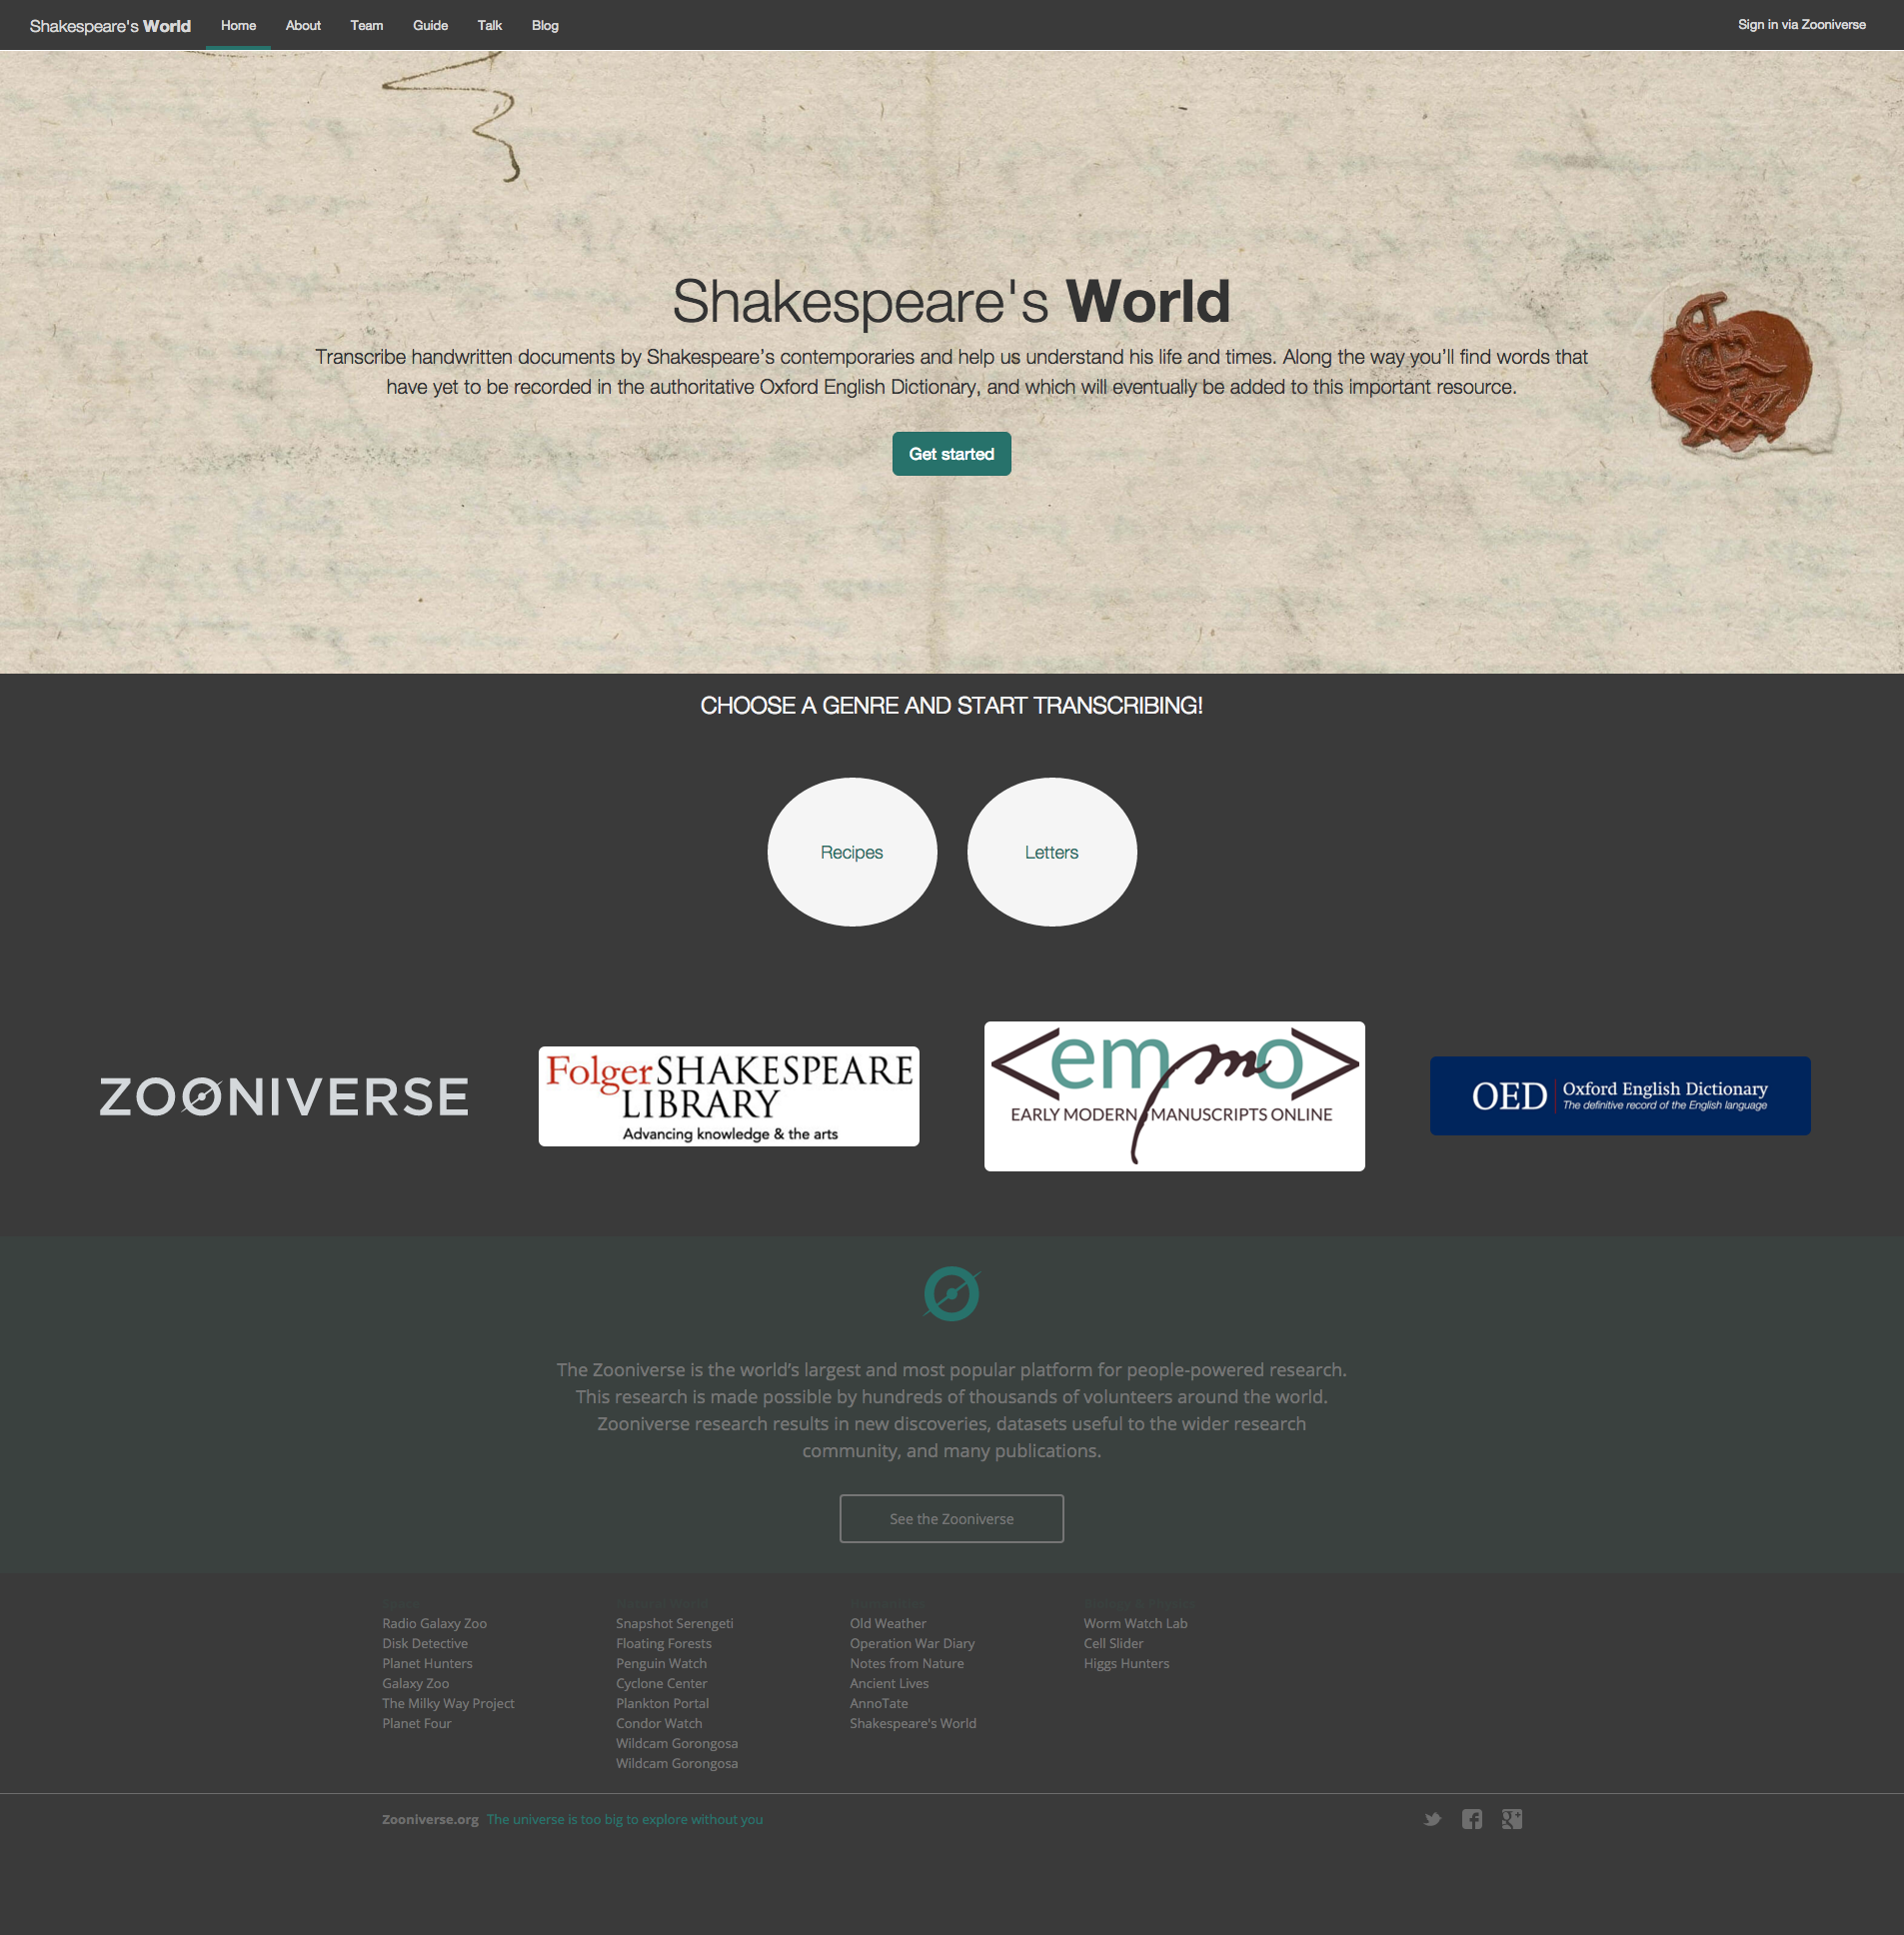 Shakespeare's World Home About Team Guide Talk Blog Sign in via Zooniverse
Shakespeare's World
Transcribe handwritten documents by Shakespeare’s contemporaries and help us understand his life and times. Along the way you’ll find words that
have yet to be recorded in the authoritative Oxford English Dictionary, and which will eventually be added to this important resource.
Get started
CHOOSE A GENRE AND START TRANSCRIBING!
Recipes Letters
ZOONIVERSE
Folger SHAKESPEARE
LIBRARY
Advancing knowledge & the arts
<emmo>
EARLY MODERN MANUSCRIPTS ONLINE
OED Oxford English Dictionary
The definitive record of the English language
The Zooniverse is the world’s largest and most popular platform for people-powered research.
This research is made possible by hundreds of thousands of volunteers around the world.
Zooniverse research results in new discoveries, datasets useful to the wider research
community, and many publications.
See the Zooniverse
Radio Galaxy Zoo
Disk Detective
Planet Hunters
Galaxy Zoo
The Milky Way Project
Planet Four
Snapshot Serengeti
Floating Forests
Penguin Watch
Cyclone Center
Plankton Portal
Condor Watch
Wildcam Gorongosa
Wildcam Gorongosa
Old Weather
Operation War Diary
Notes from Nature
Ancient Lives
AnnoTate
Shakespeare's World
Worm Watch Lab
Cell Slider
Higgs Hunters
Zooniverse.org The universe is too big to explore without you